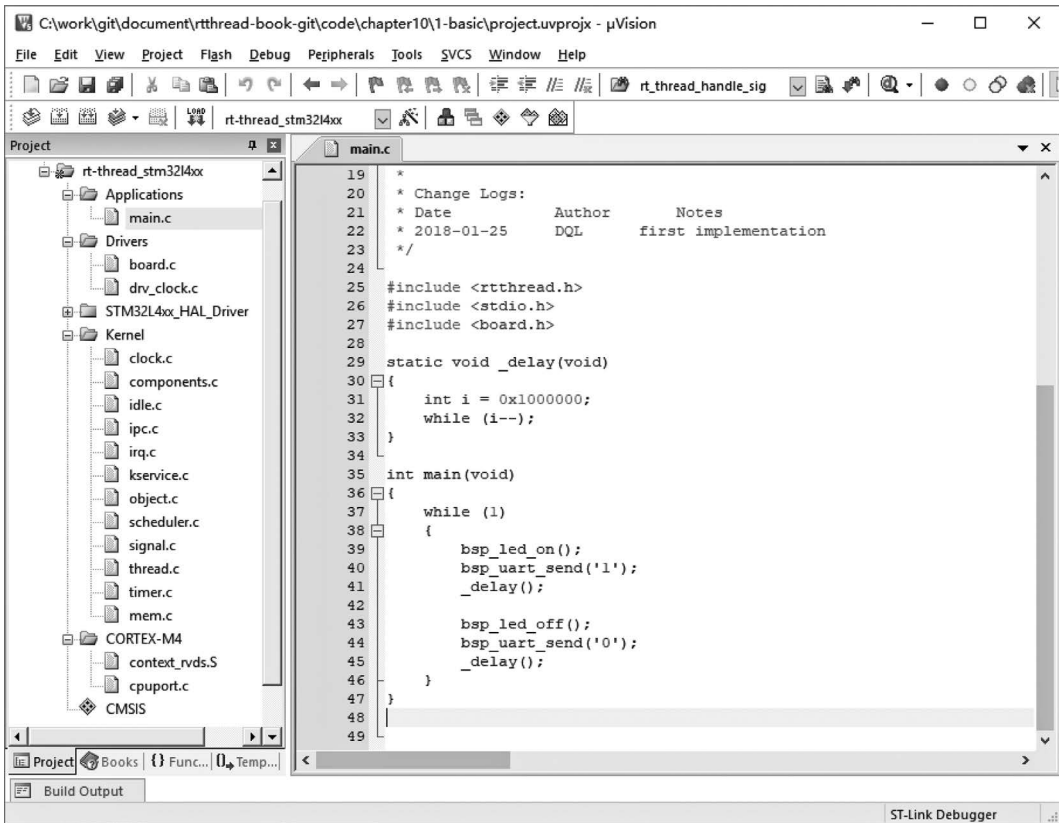 C:\work\git\document\rtthread-book-git\code\chapter10\1-basic\project.uvprojx - µVision
File Edit View Project Flash Debug Peripherals Tools SVCS Window Help
rt_thread_handle_sig
LOAD rt-thread_stm32l4xx
Project
rt-thread_stm32l4xx
Applications
main.c
Drivers
board.c
drv_clock.c
STM32L4xx_HAL_Driver
Kernel
clock.c
components.c
idle.c
ipc.c
irq.c
kservice.c
object.c
scheduler.c
signal.c
thread.c
timer.c
mem.c
CORTEX-M4
context_rvds.S
cpuport.c
CMSIS
Project Books {} Func... 0 Temp...
main.c
19 *
20 * Change Logs:
21 * Date Author Notes
22 * 2018-01-25 DQL first implementation
23 */
24
25 #include <rtthread.h>
26 #include <stdio.h>
27 #include <board.h>
28
29 static void _delay(void)
30 {
31 int i = 0x1000000;
32 while (i--);
33 }
34
35 int main(void)
36 {
37 while (1)
38 {
39 bsp_led_on();
40 bsp_uart_send('1');
41 _delay();
42
43 bsp_led_off();
44 bsp_uart_send('0');
45 _delay();
46 }
47 }
48
49
Build Output
ST-Link Debugger